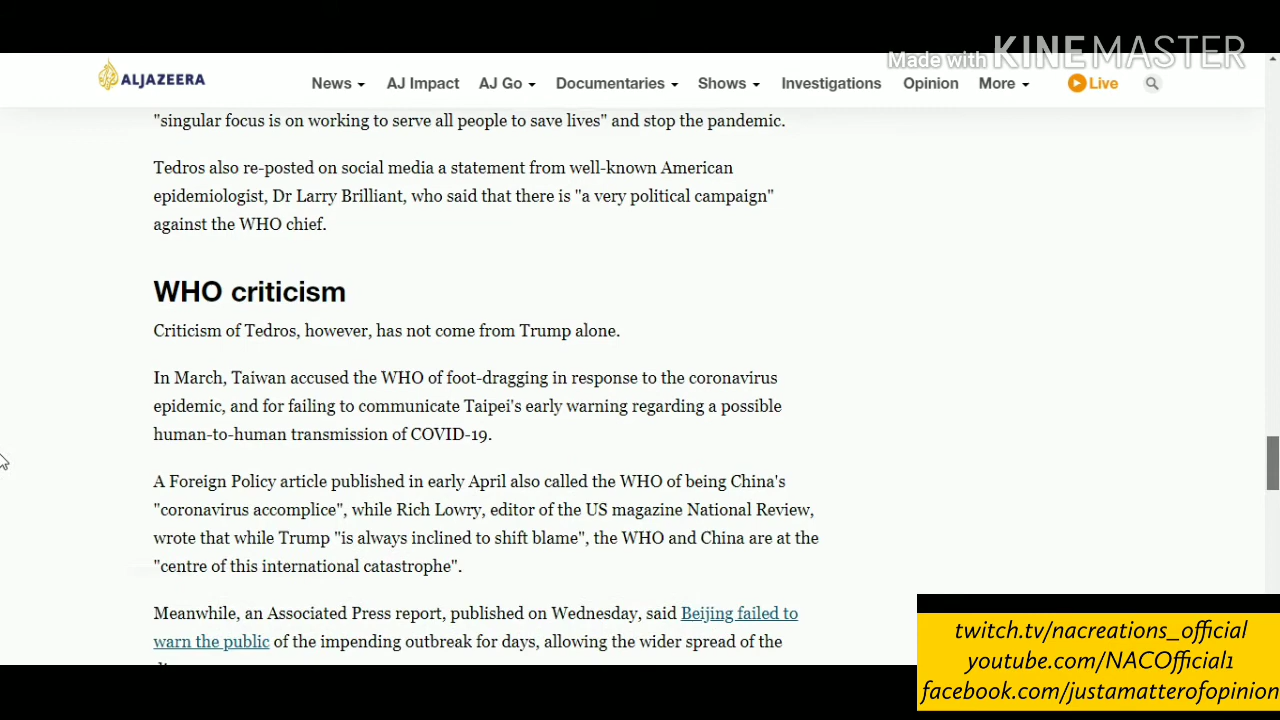 Made with KINEMASTER
ALJAZEERA
News AJ Impact AJ Go Documentaries Shows Investigations Opinion More Live
"singular focus is on working to serve all people to save lives" and stop the pandemic.
Tedros also re-posted on social media a statement from well-known American
epidemiologist, Dr Larry Brilliant, who said that there is "a very political campaign"
against the WHO chief.
WHO criticism
Criticism of Tedros, however, has not come from Trump alone.
In March, Taiwan accused the WHO of foot-dragging in response to the coronavirus
epidemic, and for failing to communicate Taipei's early warning regarding a possible
human-to-human transmission of COVID-19.
A Foreign Policy article published in early April also called the WHO of being China's
"coronavirus accomplice", while Rich Lowry, editor of the US magazine National Review,
wrote that while Trump "is always inclined to shift blame", the WHO and China are at the
"centre of this international catastrophe".
Meanwhile, an Associated Press report, published on Wednesday, said Beijing failed to
warn the public of the impending outbreak for days, allowing the wider spread of the
twitch.tv/nacreations_official
youtube.com/NACOfficial1
facebook.com/justamatterofopinion